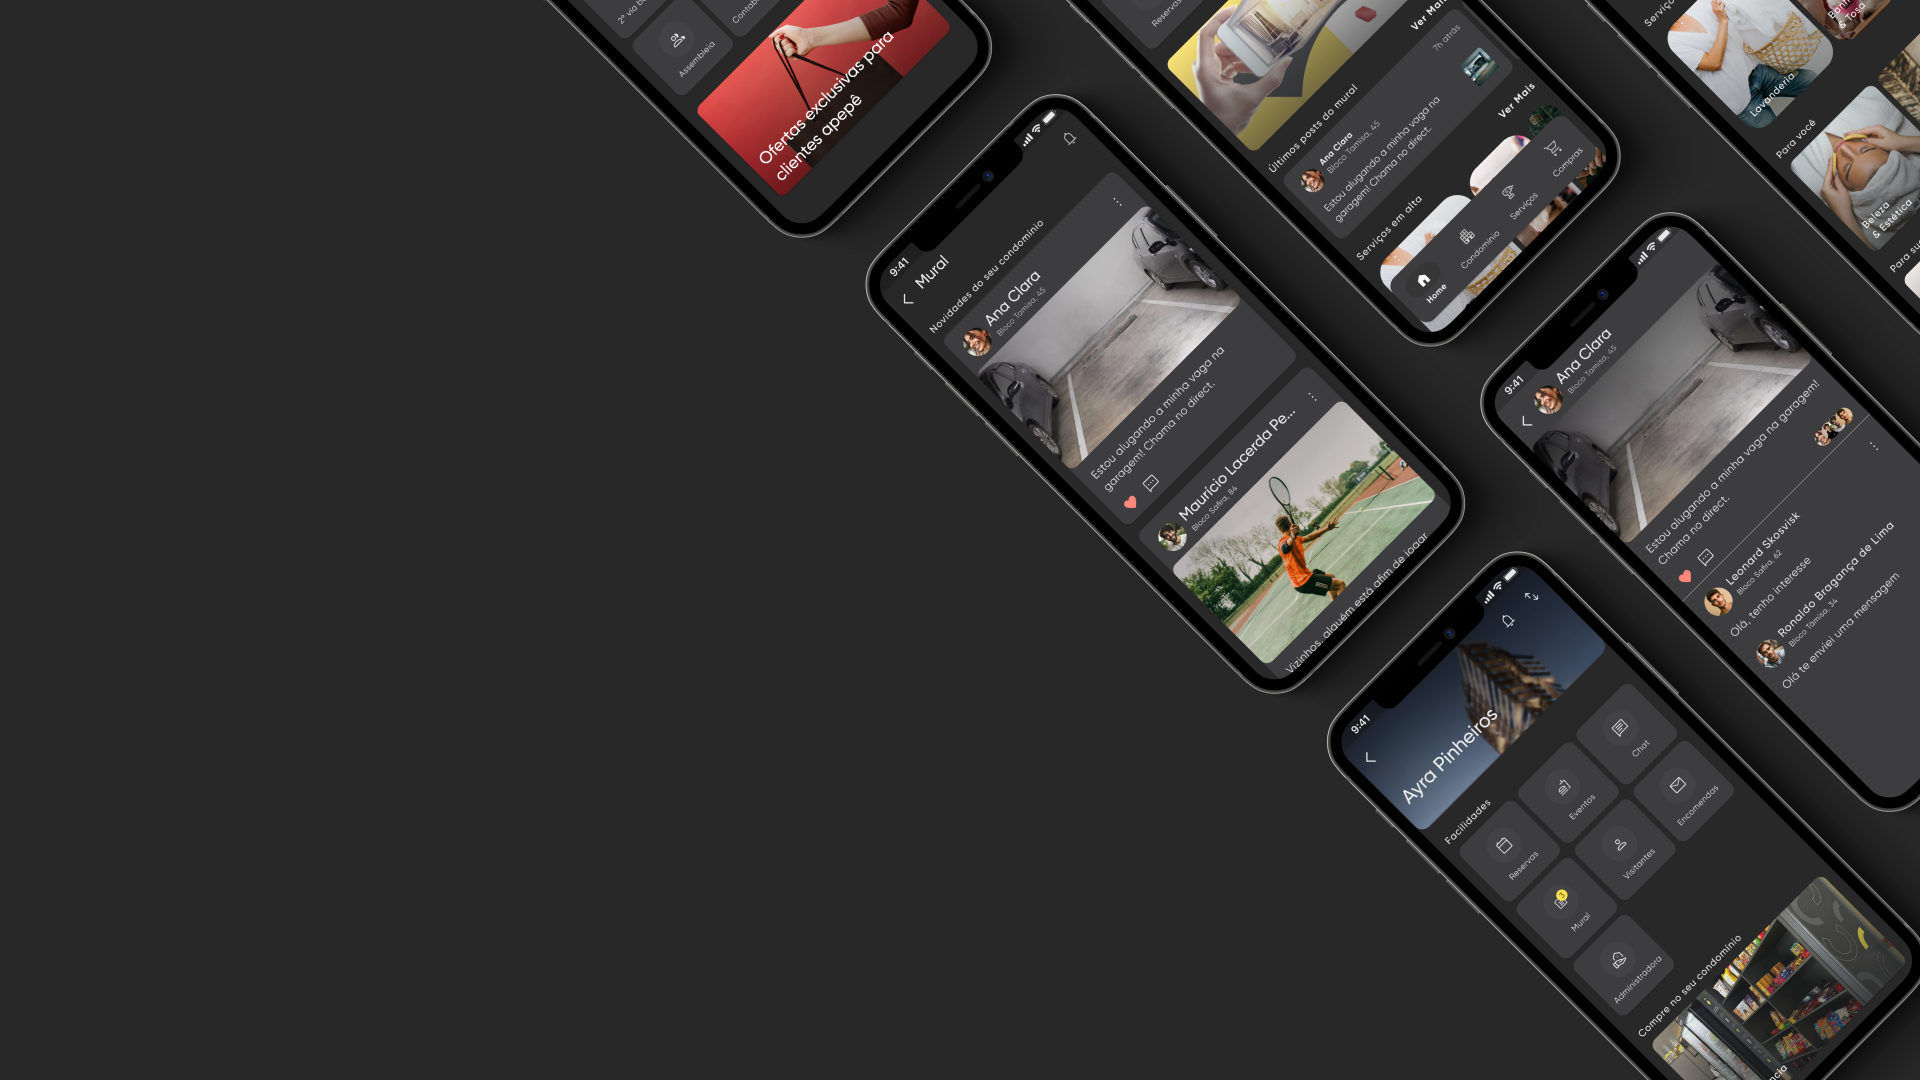 2ª via bo
Assembleia
Ofertas exclusivas para
clientes apepê
9:41
Mural
Novidades do seu condomínio
Ana Clara
Bloco Tamisa, 45
Estou alugando a minha vaga na
garagem! Chama no direct.
Maurício Lacerda Pe...
Bloco Safira, 84
Vizinhos, alguém está afim de jogar
Reservas
Ver Mais
Últimos posts do mural
7h atrás
Ana Clara
Bloco Tamisa, 45
Estou alugando a minha vaga na
garagem! Chama no direct.
Serviços em alta
Ver Mais
Home
Condomínio
Serviços
Compras
Lavanderia
Banho
& Tosa
Para você
Beleza
& Estética
9:41
Ana Clara
Bloco Tamisa, 45
Estou alugando a minha vaga na garagem!
Chama no direct.
Leonard Skosvisk
Bloco Safira, 62
Olá, tenho interesse
Ronaldo Bragança de Lima
Bloco Tâmisa, 34
Olá te enviei uma mensagem
9:41
Ayra Pinheiros
Facilidades
Reservas
Eventos
Chat
Mural
3
Visitantes
Encomendas
Administradora
Compre no seu condomínio